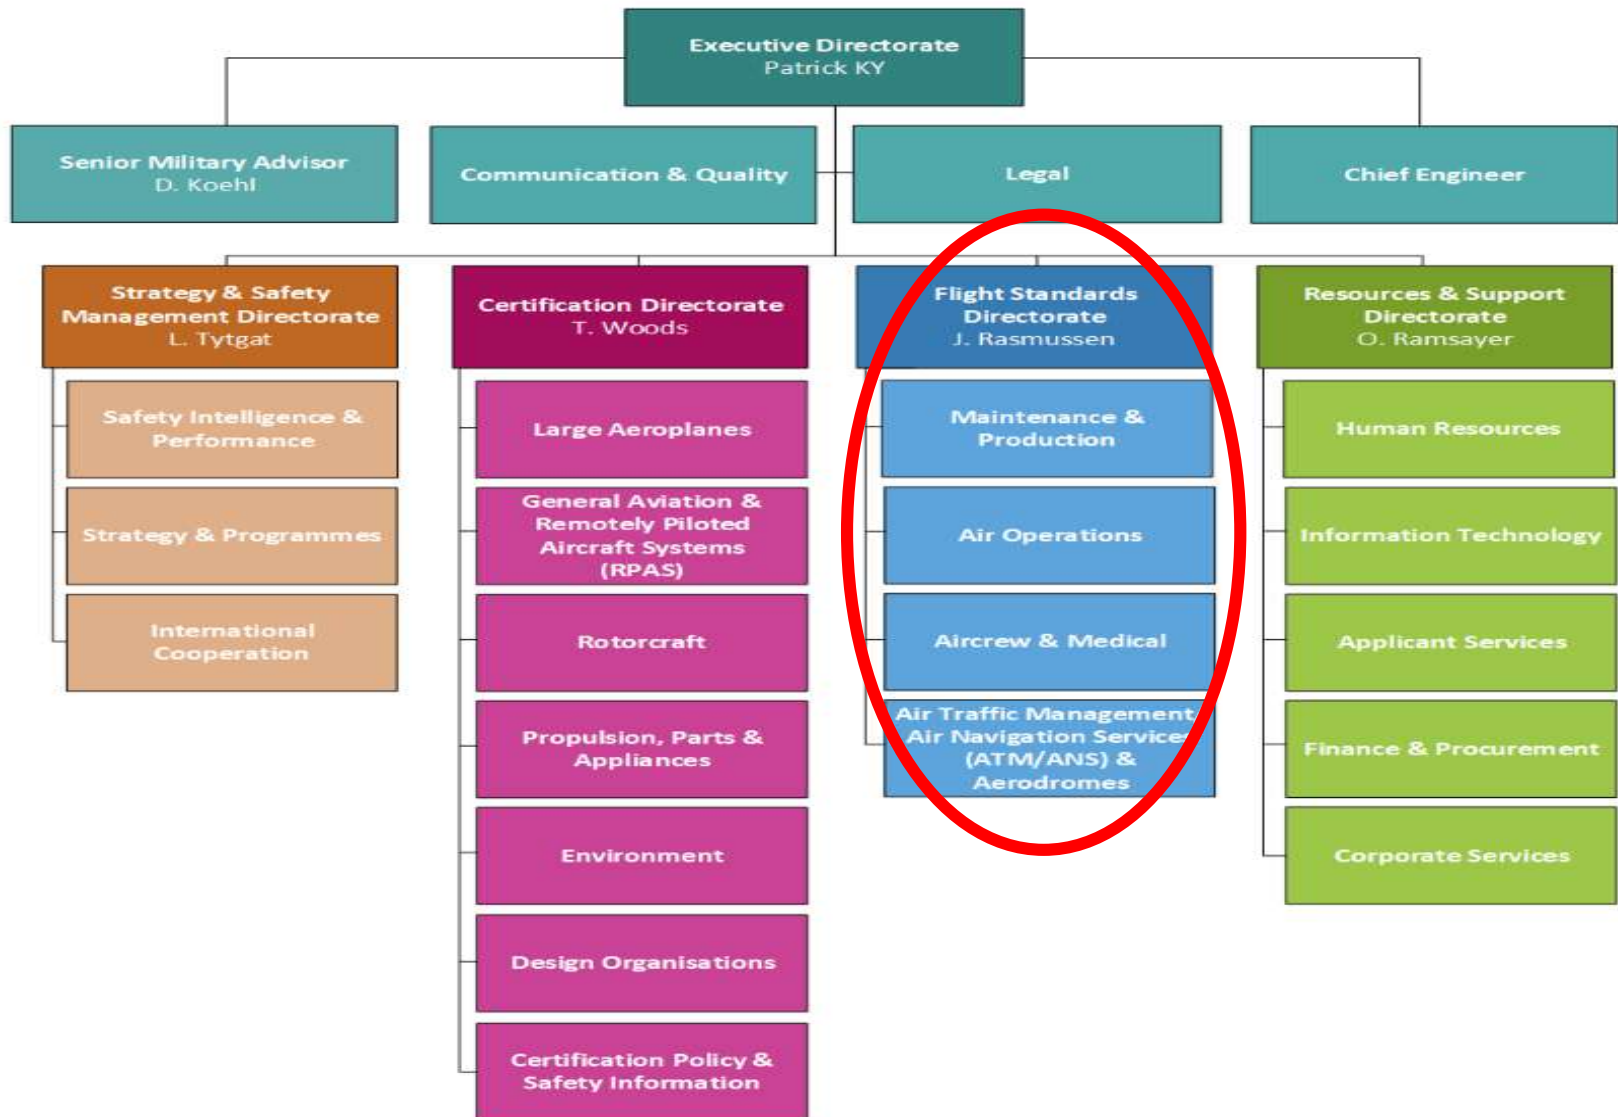 Executive Directorate
Patrick KY
Senior Military Advisor
D. Koehl
Communication & Quality
Legal
Chief Engineer
Strategy & Safety
Management Directorate
L. Tytgat
Safety Intelligence &
Performance
Strategy & Programmes
International
Cooperation
Certification Directorate
T. Woods
Large Aeroplanes
General Aviation &
Remotely Piloted
Aircraft Systems
(RPAS)
Rotorcraft
Propulsion, Parts &
Appliances
Environment
Design Organisations
Certification Policy &
Safety Information
Flight Standards
Directorate
J. Rasmussen
Maintenance &
Production
Air Operations
Aircrew & Medical
Air Traffic Management
Air Navigation Services
(ATM/ANS) &
Aerodromes
Resources & Support
Directorate
O. Ramsayer
Human Resources
Information Technology
Applicant Services
Finance & Procurement
Corporate Services